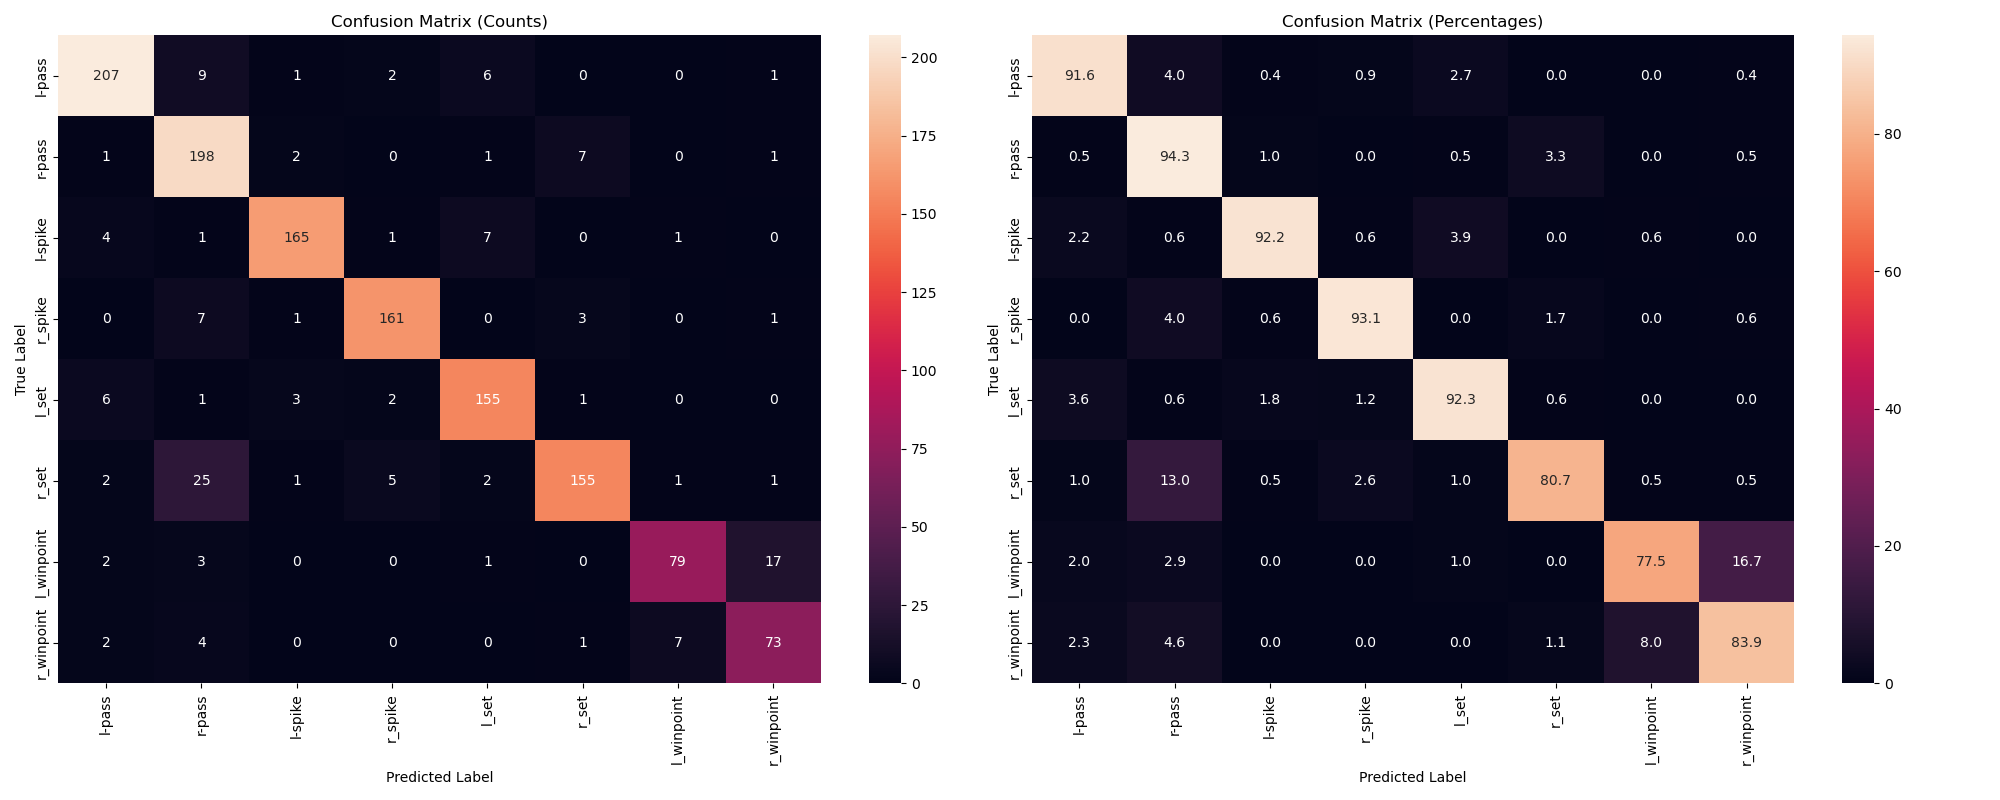 Confusion Matrix (Counts)
True Label
l-pass 207 9 1 2 6 0 0 1
r-pass 1 198 2 0 1 7 0 1
l-spike 4 1 165 1 7 0 1 0
r_spike 0 7 1 161 0 3 0 1
l_set 6 1 3 2 155 1 0 0
r_set 2 25 1 5 2 155 1 1
l_winpoint 2 3 0 0 1 0 79 17
r_winpoint 2 4 0 0 0 1 7 73
l-pass r-pass l-spike r_spike l_set r_set l_winpoint r_winpoint
Predicted Label
200
175
150
125
100
75
50
25
0
Confusion Matrix (Percentages)
True Label
l-pass 91.6 4.0 0.4 0.9 2.7 0.0 0.0 0.4
r-pass 0.5 94.3 1.0 0.0 0.5 3.3 0.0 0.5
l-spike 2.2 0.6 92.2 0.6 3.9 0.0 0.6 0.0
r_spike 0.0 4.0 0.6 93.1 0.0 1.7 0.0 0.6
l_set 3.6 0.6 1.8 1.2 92.3 0.6 0.0 0.0
r_set 1.0 13.0 0.5 2.6 1.0 80.7 0.5 0.5
l_winpoint 2.0 2.9 0.0 0.0 1.0 0.0 77.5 16.7
r_winpoint 2.3 4.6 0.0 0.0 0.0 1.1 8.0 83.9
l-pass r-pass l-spike r_spike l_set r_set l_winpoint r_winpoint
Predicted Label
80
60
40
20
0